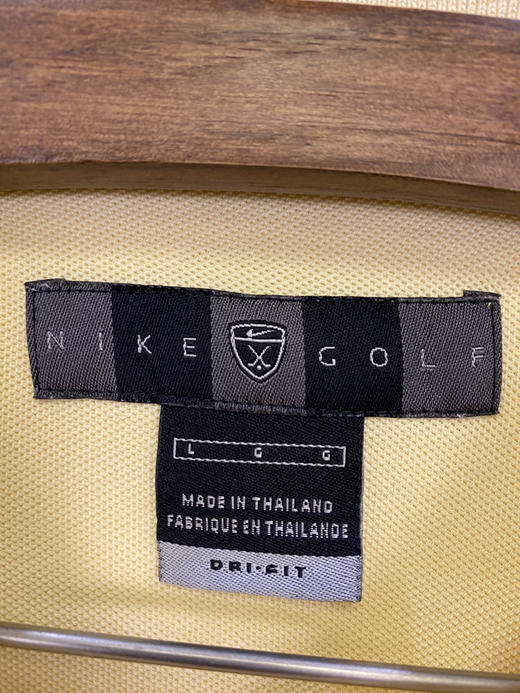 NIKE GOLF
L G G
MADE IN THAILAND
FABRIQUE EN THAILANDE
DRI·FIT